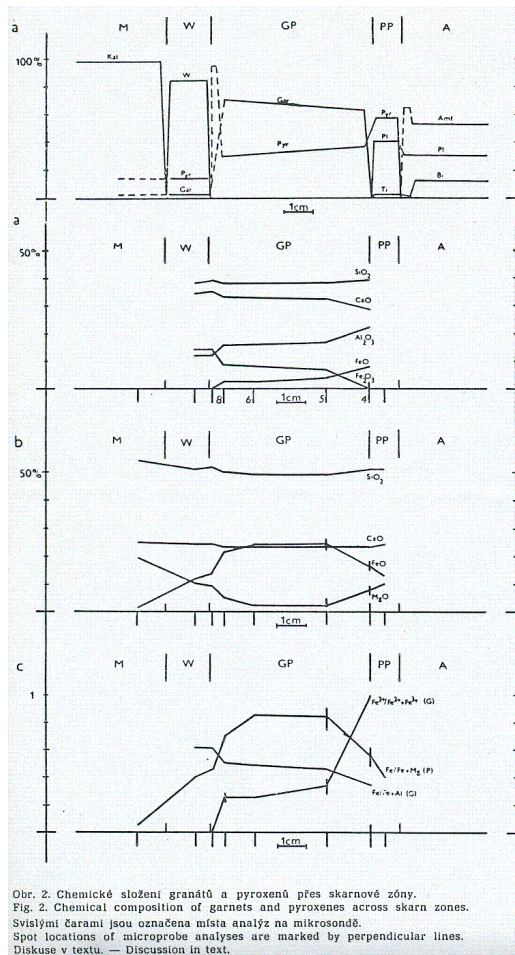 M W GP PP A
a
100%
Kal
W
Gar
Pyr
Pyr
Pl
Amf
Pl
Bi
Pyr
Gar
Ti
1cm
a
M W GP PP A
50%
SiO2
CaO
Al2O3
FeO
Fe2O3
8 6 1cm 5 4
b
M W GP PP A
50%
SiO2
CaO
FeO
MgO
1cm
c
M W GP PP A
1
Fe2+/Fe2++Fe3+ (G)
Fe/Fe+Mg (P)
Fe/Fe+Al (G)
1cm
Obr. 2. Chemické složení granátů a pyroxenů přes skarnové zóny.
Fig. 2. Chemical composition of garnets and pyroxenes across skarn zones.
Svislými čarami jsou označena místa analýz na mikrosondě.
Spot locations of microprobe analyses are marked by perpendicular lines.
Diskuse v textu. — Discussion in text.